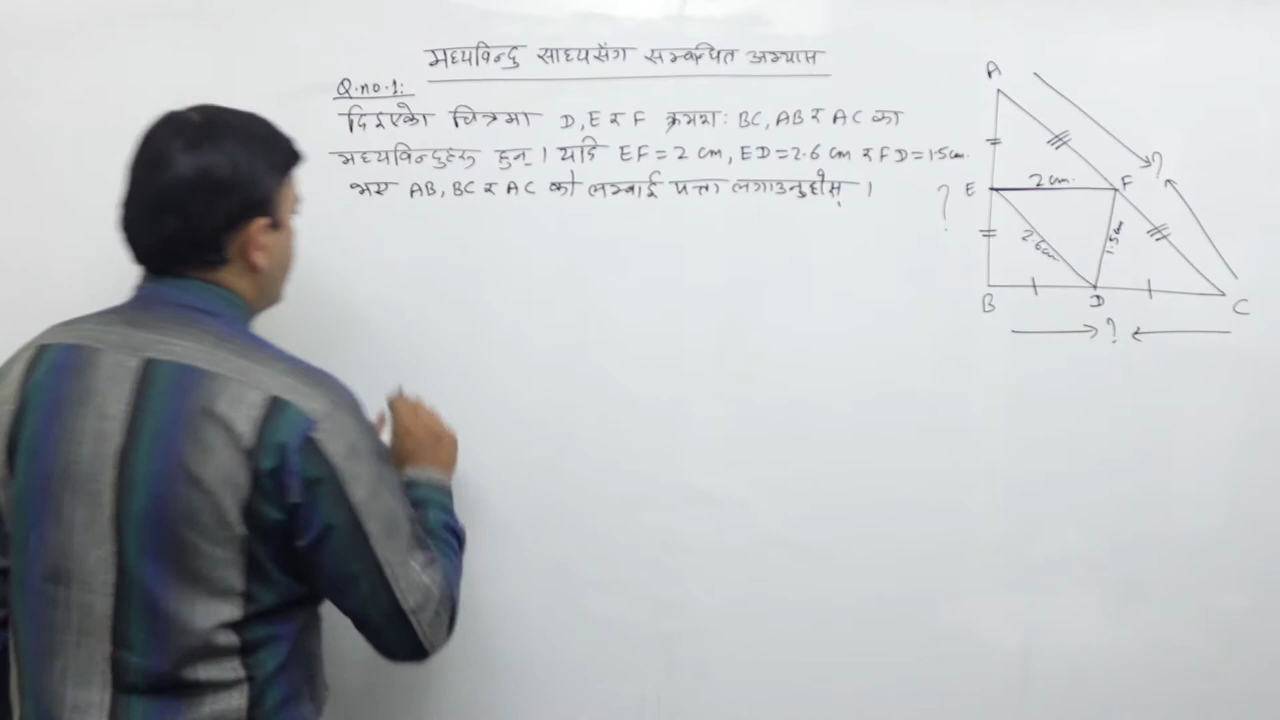 मध्यविन्दु साध्यसँग सम्बन्धित अभ्यास
Q.no.1:
दिइएको चित्रमा D, E र F क्रमशः BC, AB र AC का
मध्यविन्दुहरु हुन् । यदि EF = 2 cm, ED = 2.6 cm र FD = 1.5 cm.
भए AB, BC र AC को लम्बाई पत्ता लगाउनुहोस् ।
A
?
E
2 cm.
F
?
2.6 cm
1.5 cm
B
D
C
?